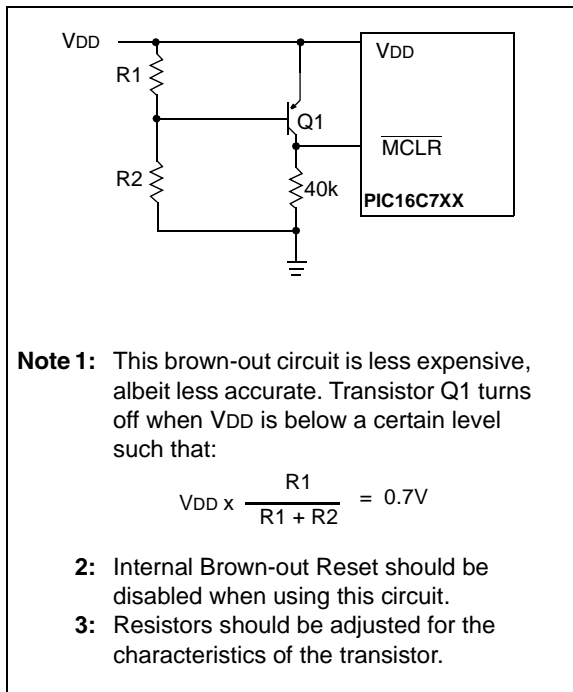 VDD
VDD
R1
Q1
MCLR
R2
40k
PIC16C7XX
Note 1: This brown-out circuit is less expensive,
albeit less accurate. Transistor Q1 turns
off when VDD is below a certain level
such that:
VDD x R1 / R1 + R2 = 0.7V
2: Internal Brown-out Reset should be
disabled when using this circuit.
3: Resistors should be adjusted for the
characteristics of the transistor.